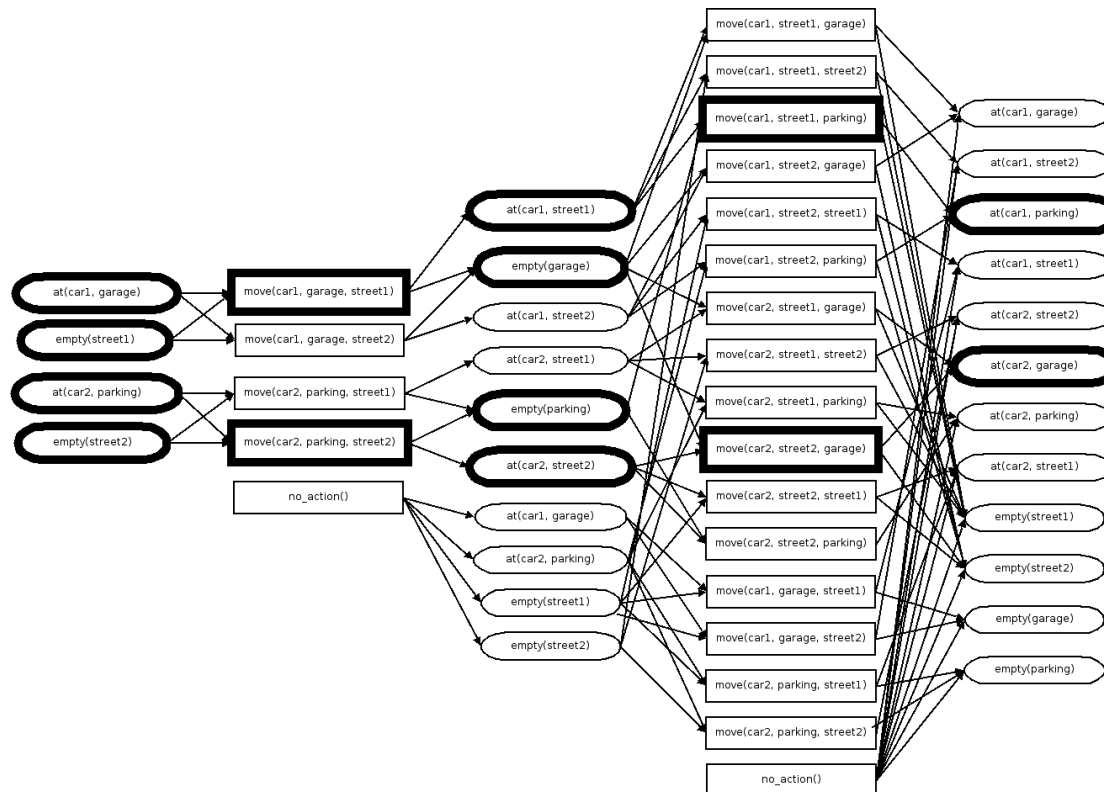 at(car1, garage)
empty(street1)
at(car2, parking)
empty(street2)
move(car1, garage, street1)
move(car1, garage, street2)
move(car2, parking, street1)
move(car2, parking, street2)
no_action()
at(car1, street1)
empty(garage)
at(car1, street2)
at(car2, street1)
empty(parking)
at(car2, street2)
at(car1, garage)
at(car2, parking)
empty(street1)
empty(street2)
move(car1, street1, garage)
move(car1, street1, street2)
move(car1, street1, parking)
move(car1, street2, garage)
move(car1, street2, street1)
move(car1, street2, parking)
move(car2, street1, garage)
move(car2, street1, street2)
move(car2, street1, parking)
move(car2, street2, garage)
move(car2, street2, street1)
move(car2, street2, parking)
move(car1, garage, street1)
move(car1, garage, street2)
move(car2, parking, street1)
move(car2, parking, street2)
no_action()
at(car1, garage)
at(car1, street2)
at(car1, parking)
at(car1, street1)
at(car2, street2)
at(car2, garage)
at(car2, parking)
at(car2, street1)
empty(street1)
empty(street2)
empty(garage)
empty(parking)